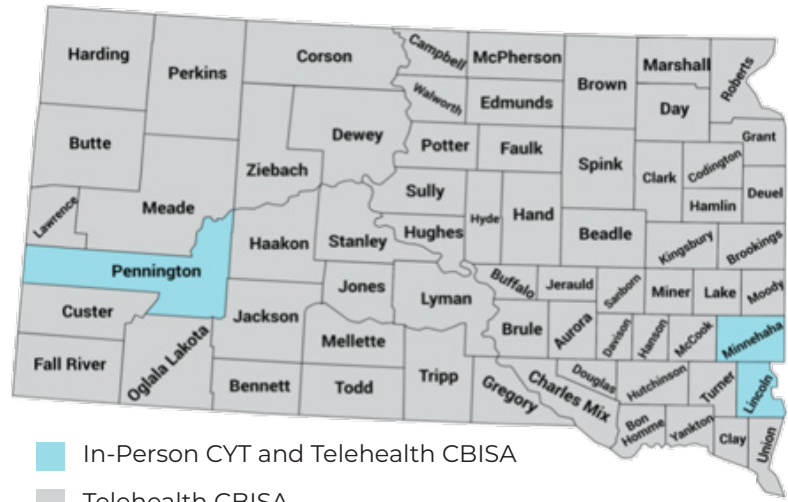 Harding
Perkins
Corson
Campbell
McPherson
Brown
Marshall
Roberts
Walworth
Edmunds
Day
Butte
Dewey
Potter
Faulk
Spink
Grant
Codington
Clark
Ziebach
Deuel
Hamlin
Sully
Lawrence
Meade
Hyde
Hand
Hughes
Stanley
Haakon
Beadle
Kingsbury
Brookings
Pennington
Jones
Lyman
Buffalo
Jerauld
Sanborn
Miner
Lake
Moody
Custer
Jackson
Brule
Aurora
Davison
Hanson
McCook
Minnehaha
Mellette
Fall River
Oglala Lakota
Bennett
Todd
Tripp
Gregory
Charles Mix
Douglas
Hutchinson
Turner
Lincoln
Bon
Homme
Yankton
Clay
Union
In-Person CYT and Telehealth CBISA
Telehealth CBISA